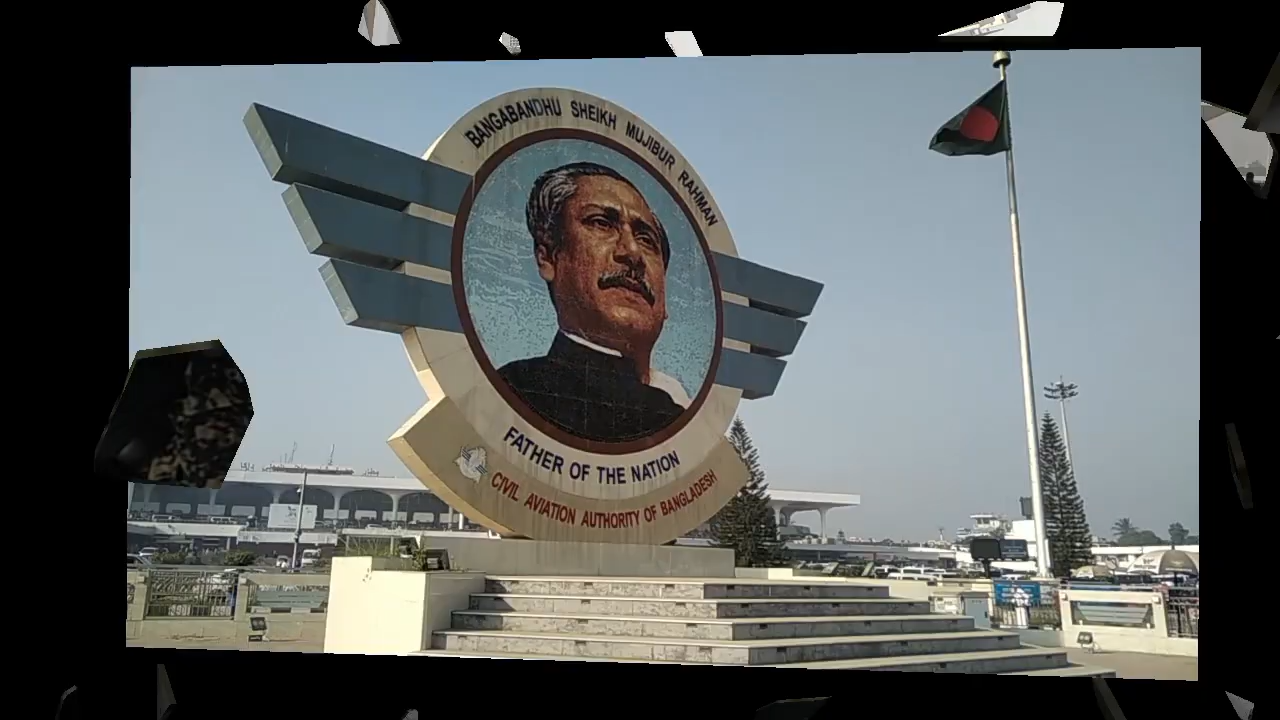 BANGABANDHU SHEIKH MUJIBUR RAHMAN
FATHER OF THE NATION
CIVIL AVIATION AUTHORITY OF BANGLADESH